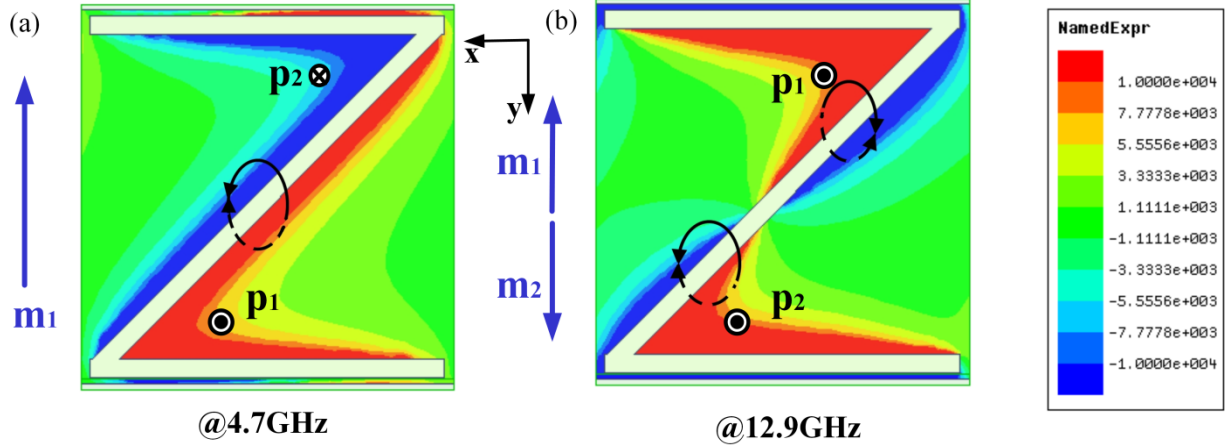 (a)
p2
m1
p1
@4.7GHz
x
y
(b)
p1
m1
m2
p2
@12.9GHz
NamedExpr
1.0000e+004
7.7778e+003
5.5556e+003
3.3333e+003
1.1111e+003
-1.1111e+003
-3.3333e+003
-5.5556e+003
-7.7778e+003
-1.0000e+004